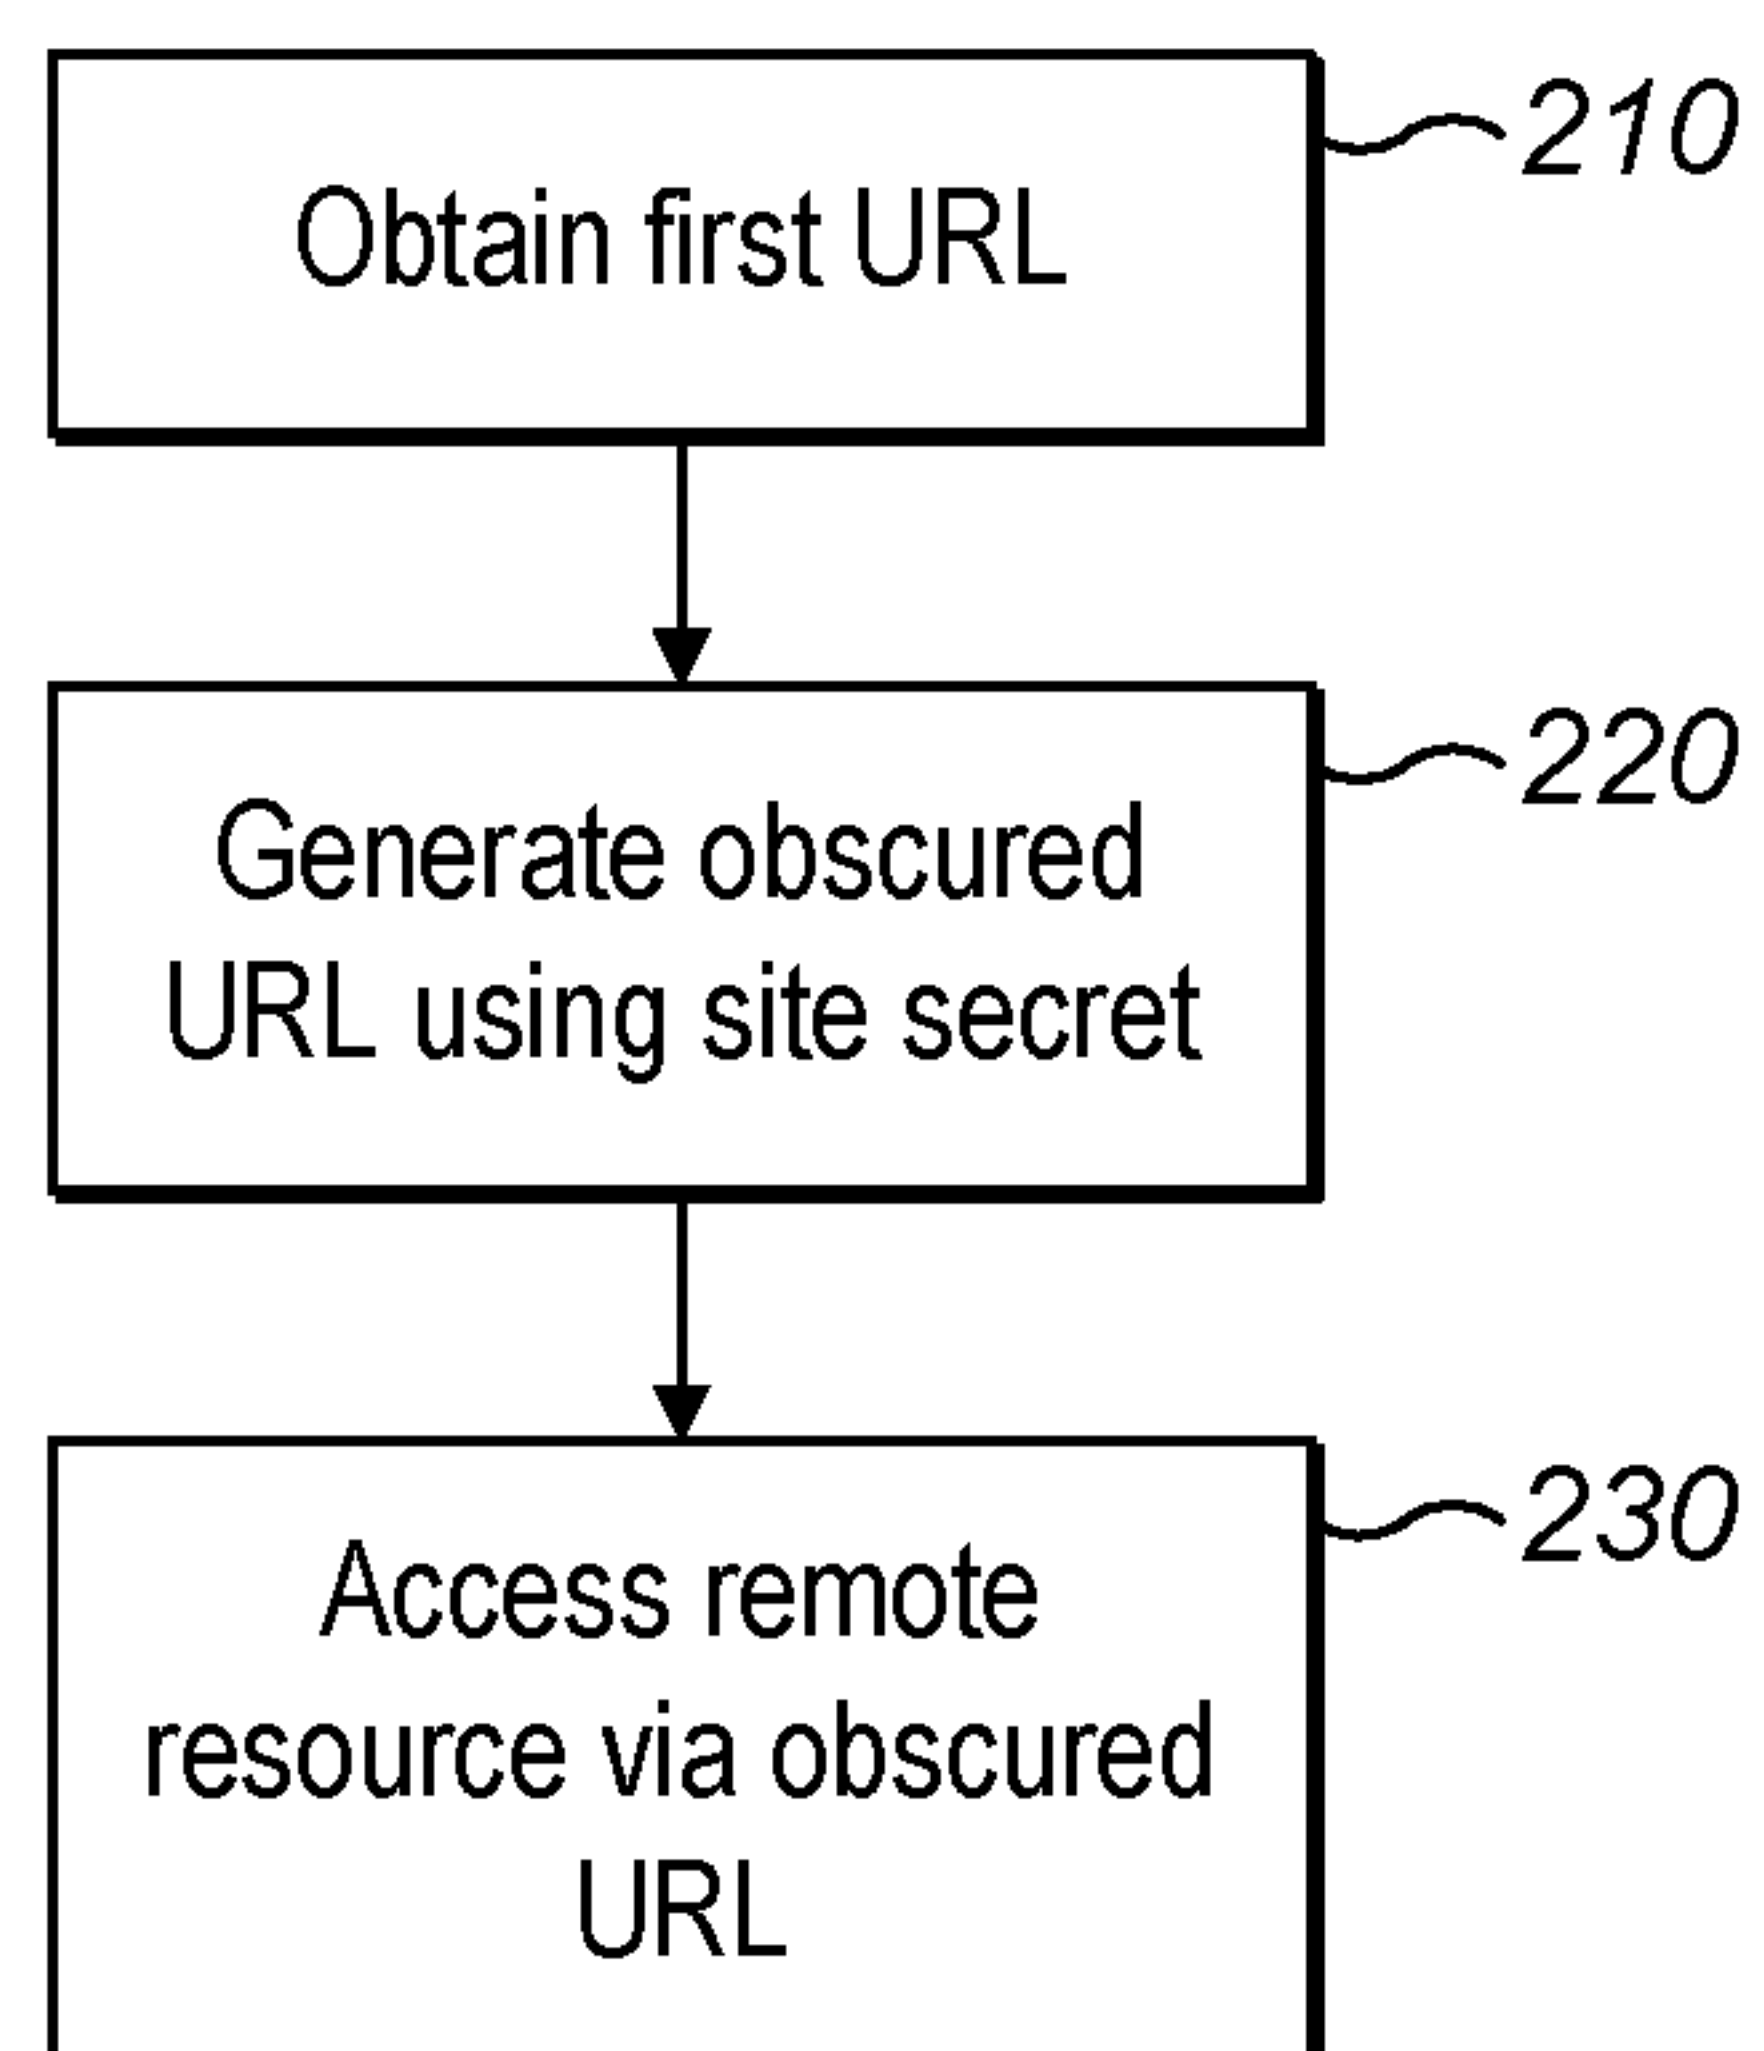 Obtain first URL
210
Generate obscured
URL using site secret
220
Access remote
resource via obscured
URL
230